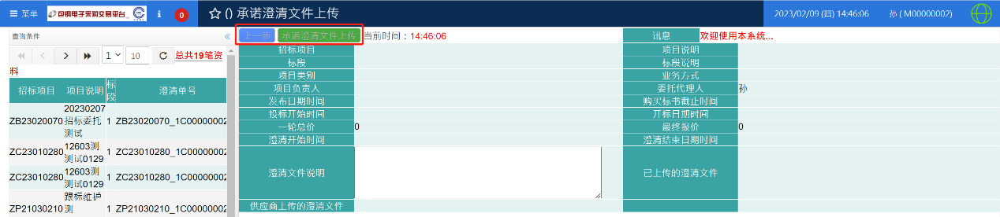 菜单 包钢电子采购交易平台 0 () 承诺澄清文件上传 2023/02/09 (四) 14:46:06 孙 ( M00000002)
查询条件
上一步 承诺澄清文件上传 当前时间：14:46:06 讯息 欢迎使用本系统...
1 10 总共19笔资料
招标项目 项目说明 标段 澄清单号
ZB23020070 20230207招标委托测试 1 ZB23020070_1C00000002
ZC23010280 12603测测试0129 1 ZC23010280_1C00000002
ZC23010280 12603测测试0129 1 ZC23010280_1C00000002
ZP21030210 跟标维护测 1 ZP21030210_1C00000002
招标项目 项目说明
标段 标段说明
项目类别 业务方式
项目负责人 委托代理人 孙
发布日期时间 购买标书截止时间
投标开始时间 开标日期时间
一轮总价 0 最终报价 0
澄清开始时间 澄清结束日期时间
澄清文件说明 已上传的澄清文件
供应商上传的澄清文件